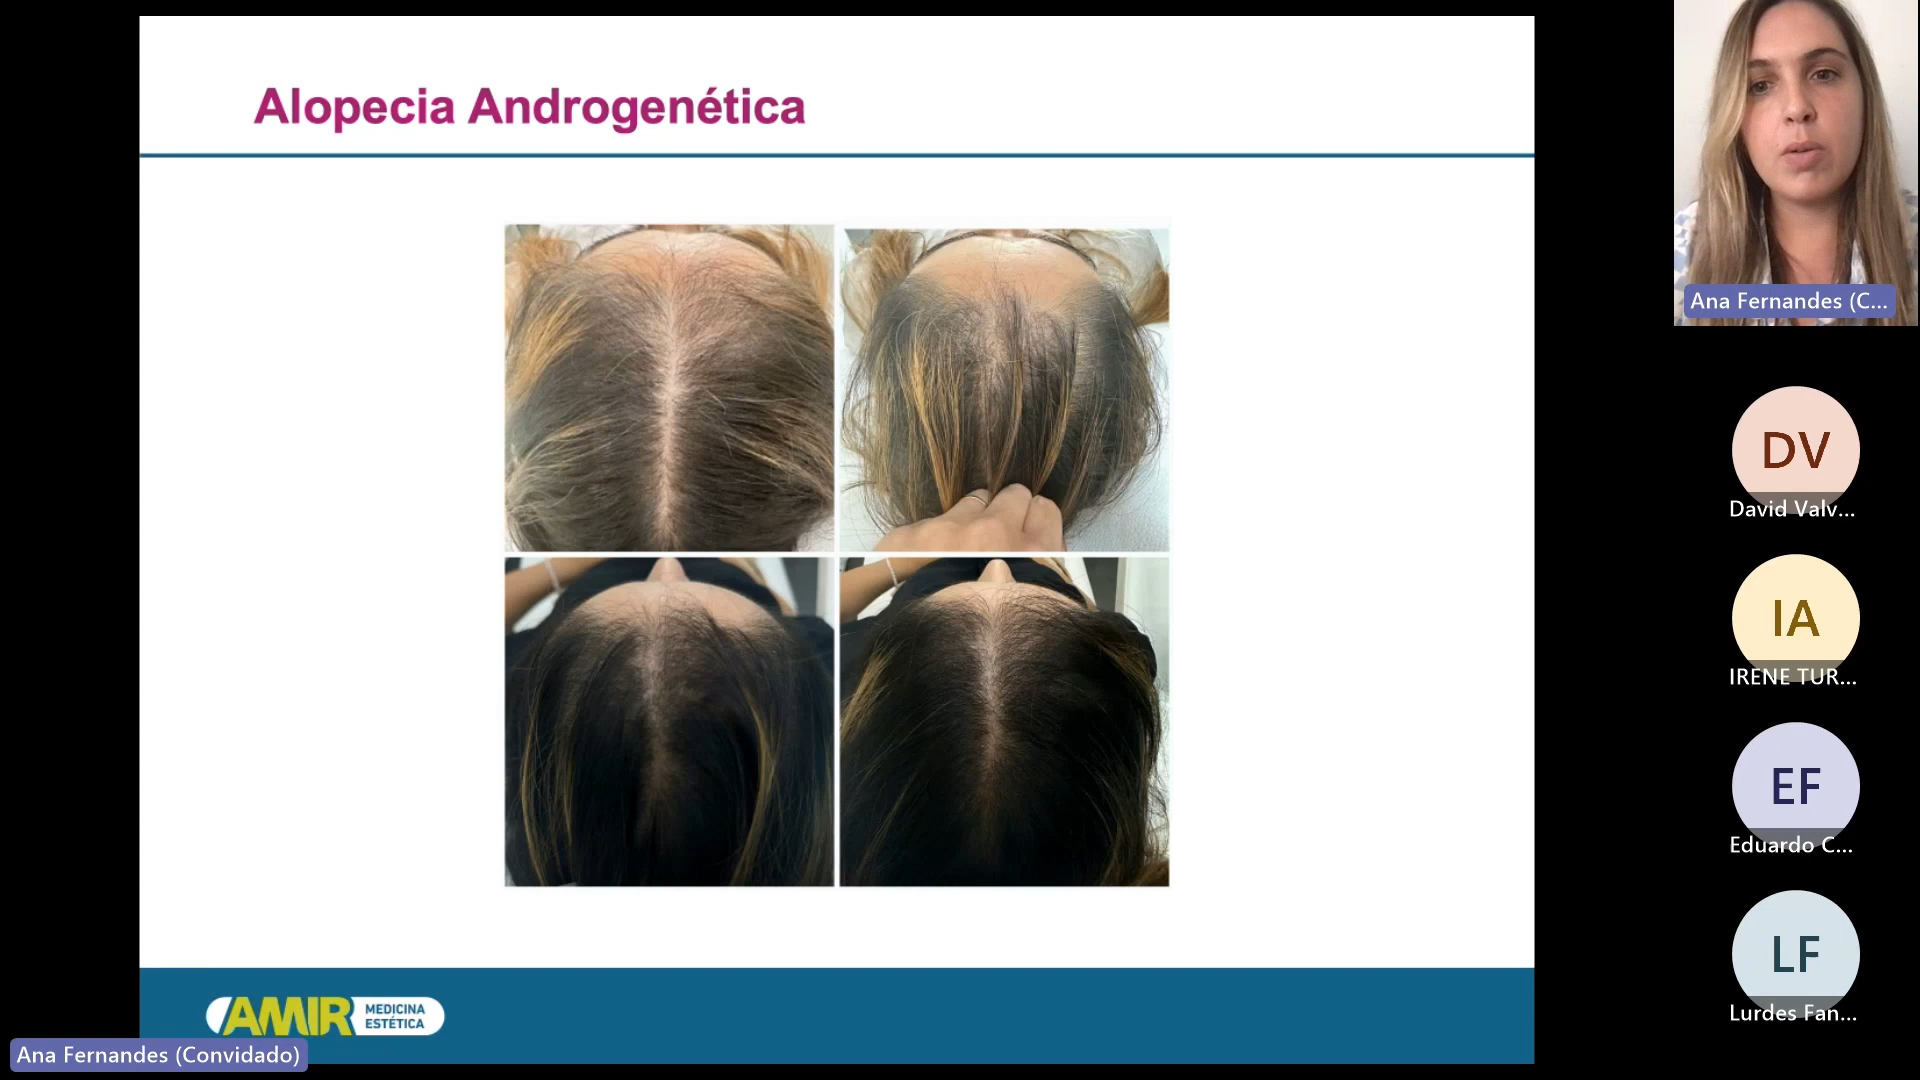 Alopecia Androgenética
AMIR
MEDICINA
ESTÉTICA
Ana Fernandes (Convidado)
Ana Fernandes (C...
DV
David Valv...
IA
IRENE TUR...
EF
Eduardo C...
LF
Lurdes Fan...